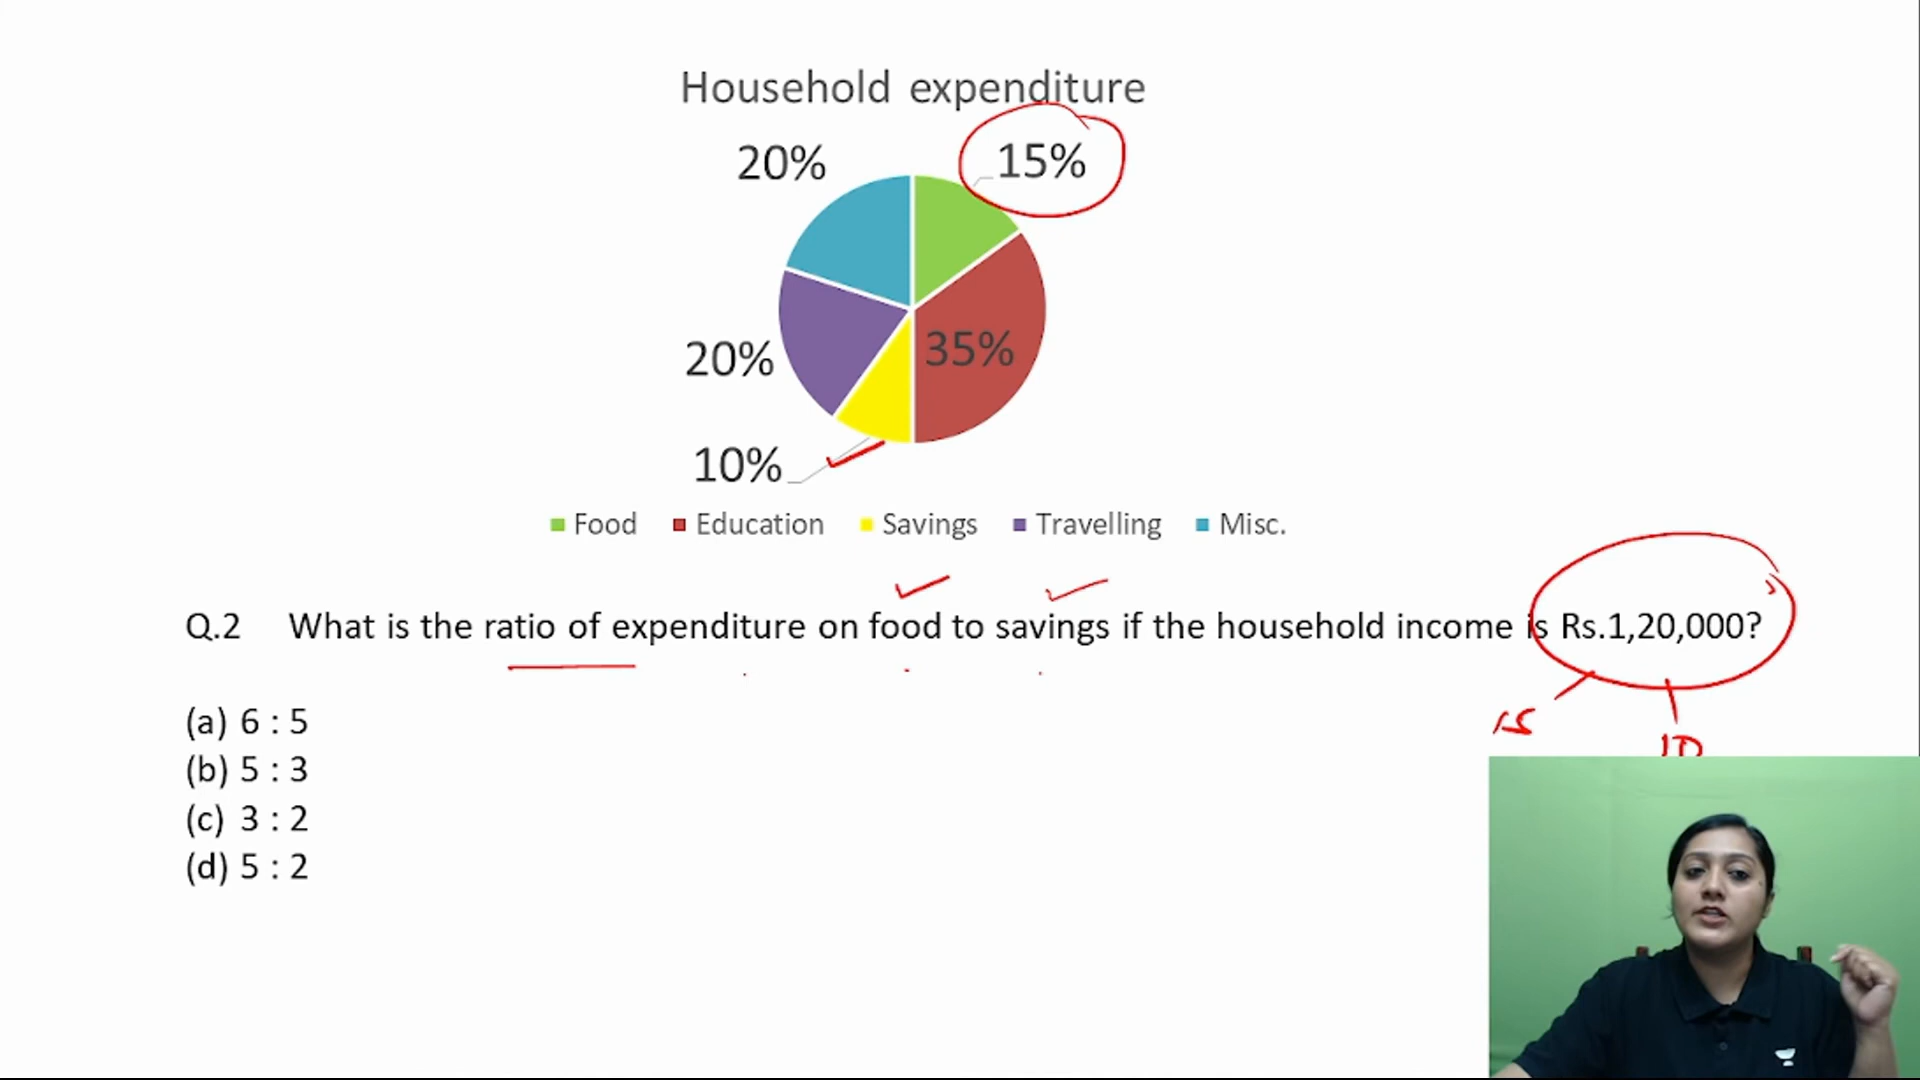 Household expenditure
20%
15%
35%
20%
10%
Food Education Savings Travelling Misc.
Q.2 What is the ratio of expenditure on food to savings if the household income is Rs.1,20,000?
15
10
(a) 6 : 5
(b) 5 : 3
(c) 3 : 2
(d) 5 : 2